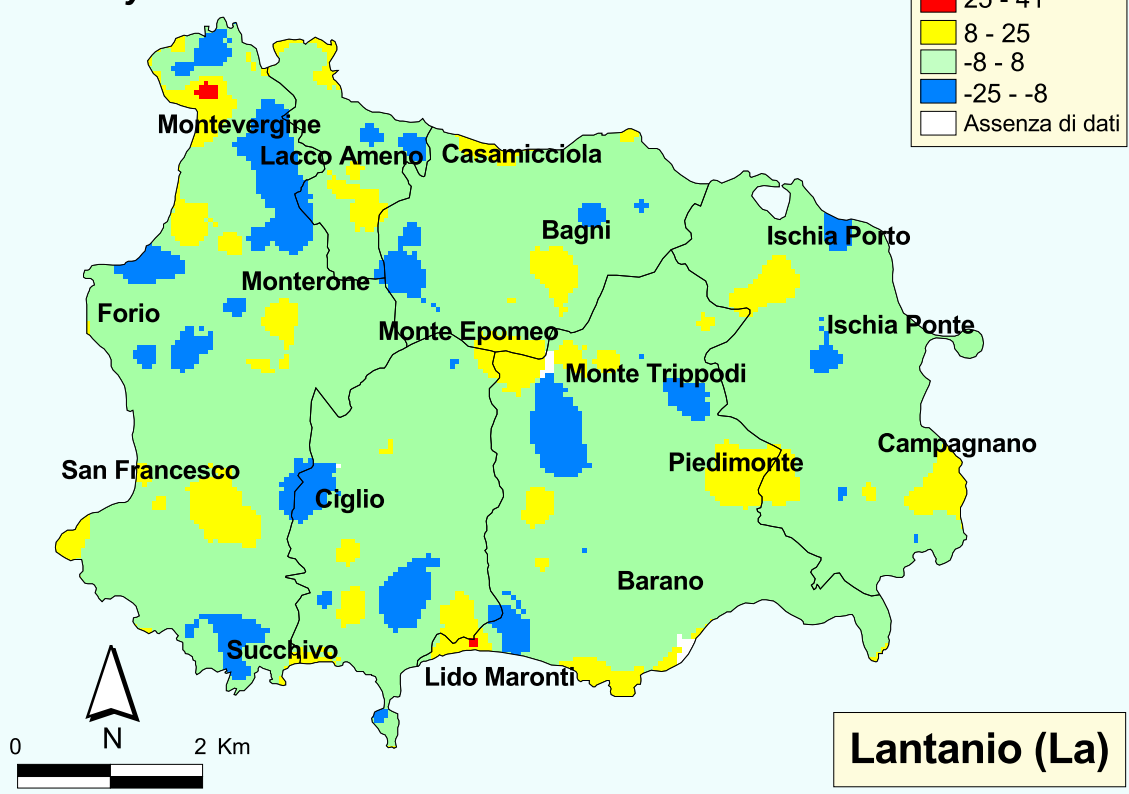 25 - 41
8 - 25
-8 - 8
-25 - -8
Assenza di dati
Montevergine
Lacco Ameno
Casamicciola
Bagni
Ischia Porto
Monterone
Forio
Monte Epomeo
Ischia Ponte
Monte Trippodi
Campagnano
San Francesco
Piedimonte
Ciglio
Barano
Succhivo
Lido Maronti
N
0 2 Km
Lantanio (La)